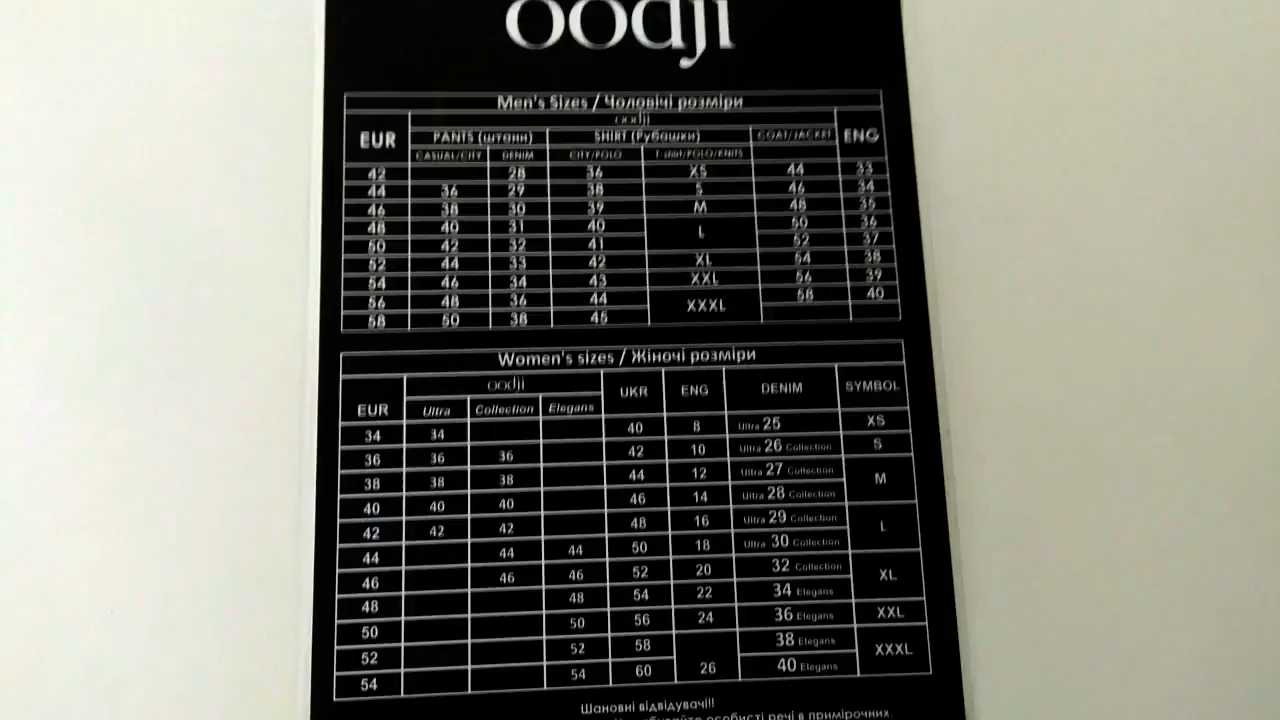 oodji
Men's Sizes / Чоловічі розміри
oodji
EUR PANTS (штани) SHIRT (Рубашки) COAT/JACKET ENG
CASUAL/CITY DENIM CITY/POLO T-shirt/POLO/KNITS
42 28 36 XS 44 33
44 36 29 38 S 46 34
46 38 30 39 M 48 35
48 40 31 40 L 50 36
50 42 32 41 52 37
52 44 33 42 XL 54 38
54 46 34 43 XXL 56 39
56 48 36 44 XXXL 58 40
58 50 38 45
Women's sizes / Жіночі розміри
oodji
EUR Ultra Collection Elegans UKR ENG DENIM SYMBOL
34 34 40 8 Ultra 25 XS
36 36 36 42 10 Ultra 26 Collection S
38 38 38 44 12 Ultra 27 Collection M
40 40 40 46 14 Ultra 28 Collection
42 42 42 48 16 Ultra 29 Collection L
44 44 44 50 18 Ultra 30 Collection
46 46 46 52 20 32 Collection XL
48 48 54 22 34 Elegans
50 50 56 24 36 Elegans XXL
52 52 58 38 Elegans XXXL
54 54 60 26 40 Elegans
Шановні відвідувачі!!
особисті речі в примірочних